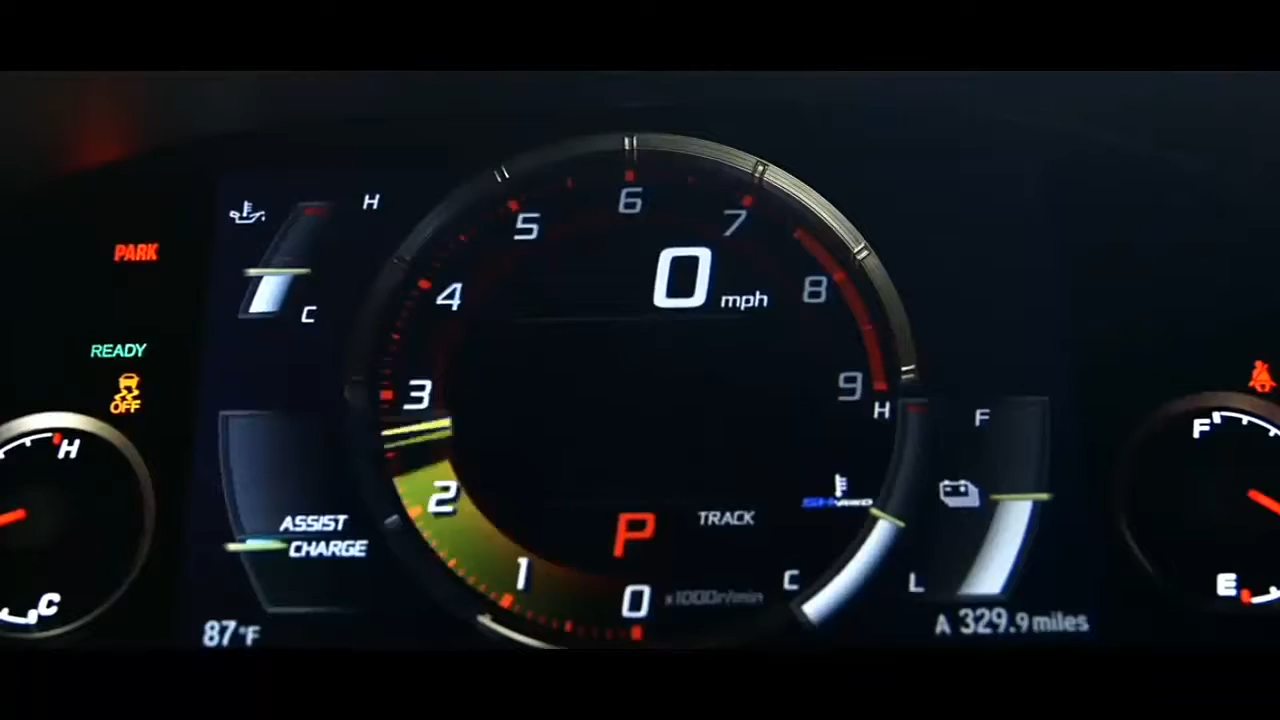 H
C
PARK
READY
OFF
H
C
ASSIST
CHARGE
87°F
0
1
2
3
4
5
6
7
8
9
0 mph
P
TRACK
x1000r/min
H
C
F
L
A 329.9 miles
F
E